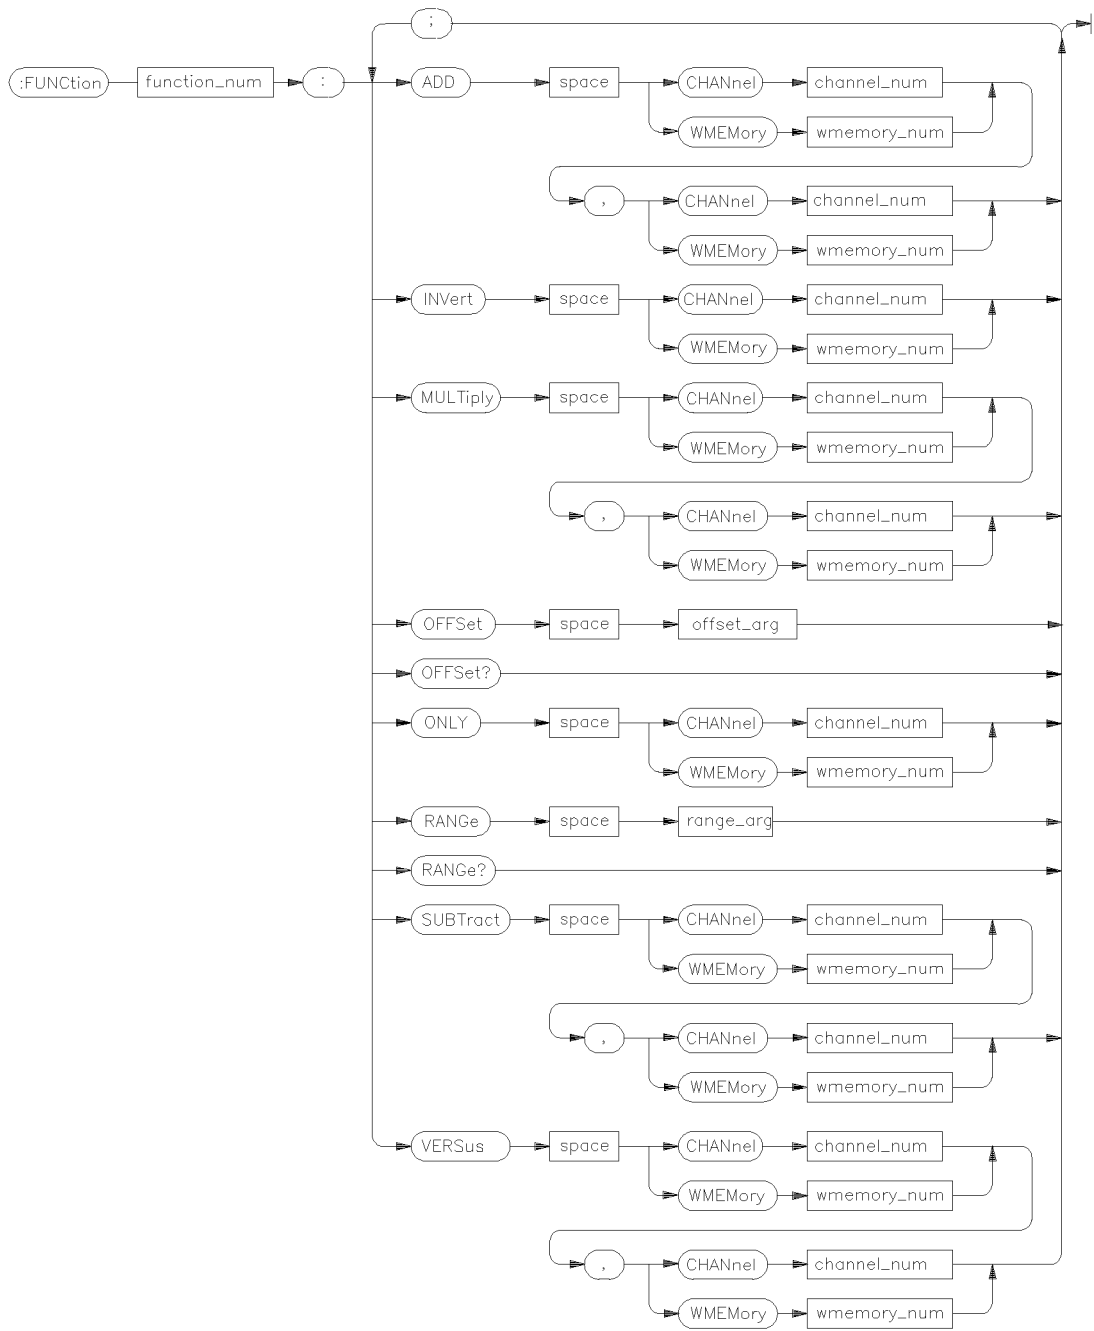 ;
:FUNCtion function_num : ADD space CHANnel channel_num
WMEMory wmemory_num
, CHANnel channel_num
WMEMory wmemory_num
INVert space CHANnel channel_num
WMEMory wmemory_num
MULTiply space CHANnel channel_num
WMEMory wmemory_num
, CHANnel channel_num
WMEMory wmemory_num
OFFSet space offset_arg
OFFSet?
ONLY space CHANnel channel_num
WMEMory wmemory_num
RANGe space range_arg
RANGe?
SUBTract space CHANnel channel_num
WMEMory wmemory_num
, CHANnel channel_num
WMEMory wmemory_num
VERSus space CHANnel channel_num
WMEMory wmemory_num
, CHANnel channel_num
WMEMory wmemory_num